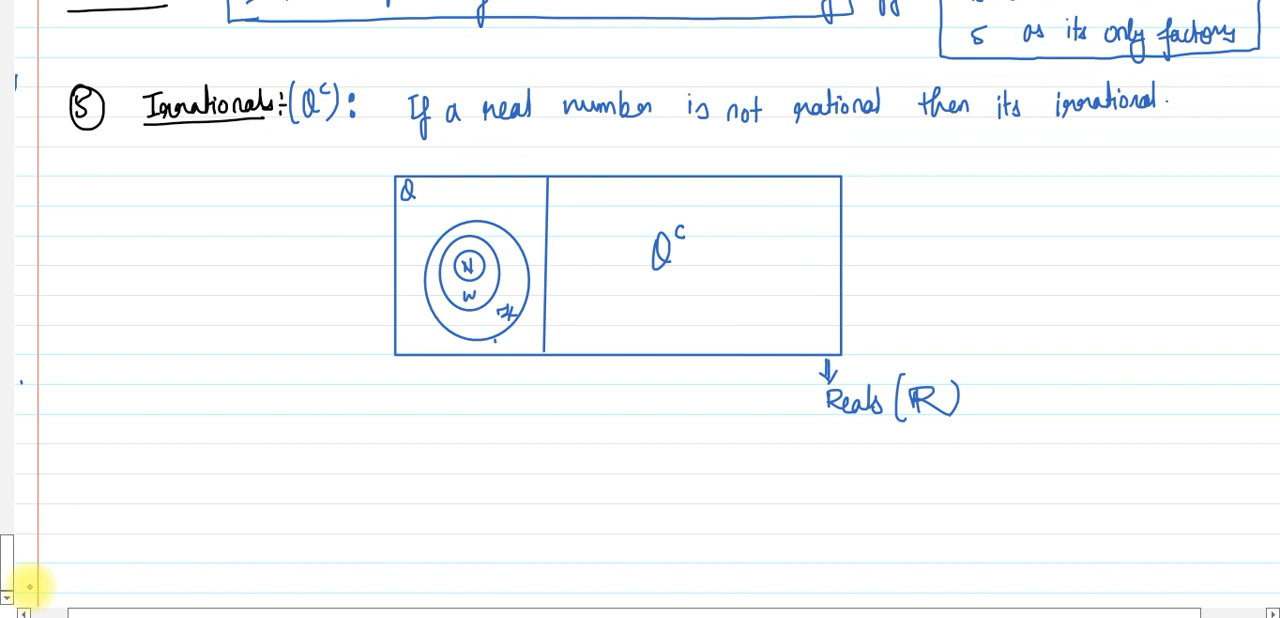 5 as its only factors
5 Irrationals :- (Q^c) : If a real number is not rational then its irrational.
Q
Q^c
N
W
Z
Reals (ℝ)